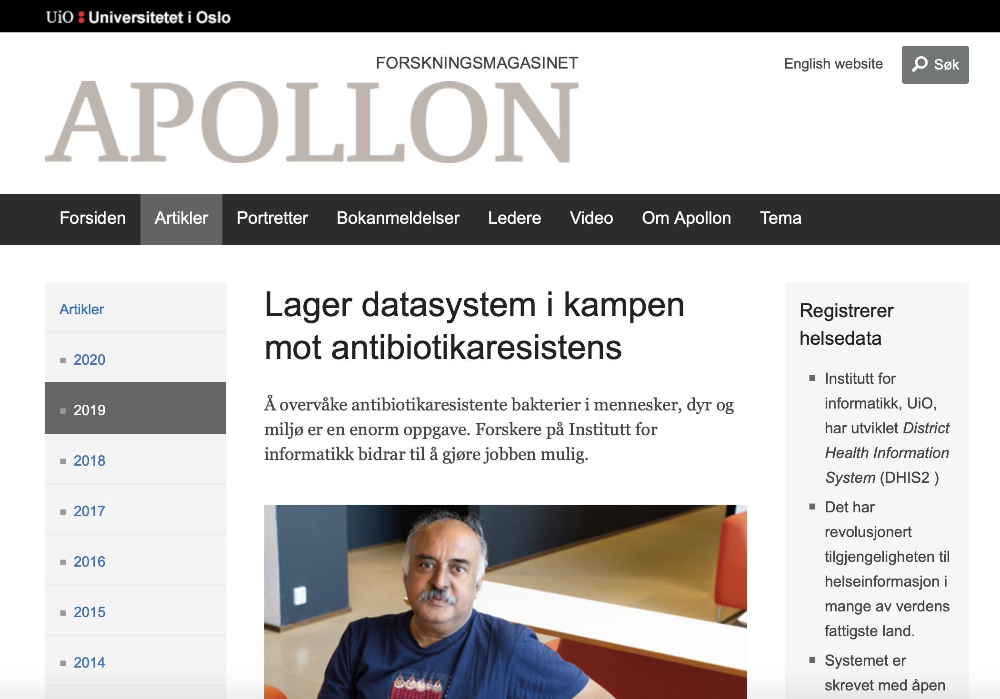 UiO : Universitetet i Oslo
FORSKNINGSMAGASINET
APOLLON
English website
Søk
Forsiden Artikler Portretter Bokanmeldelser Ledere Video Om Apollon Tema
Artikler
2020
2019
2018
2017
2016
2015
2014
Lager datasystem i kampen
mot antibiotikaresistens
Å overvåke antibiotikaresistente bakterier i mennesker, dyr og
miljø er en enorm oppgave. Forskere på Institutt for
informatikk bidrar til å gjøre jobben mulig.
Registrerer
helsedata
Institutt for
informatikk, UiO,
har utviklet District
Health Information
System (DHIS2 )
Det har
revolusjonert
tilgjengeligheten til
helseinformasjon i
mange av verdens
fattigste land.
Systemet er
skrevet med åpen